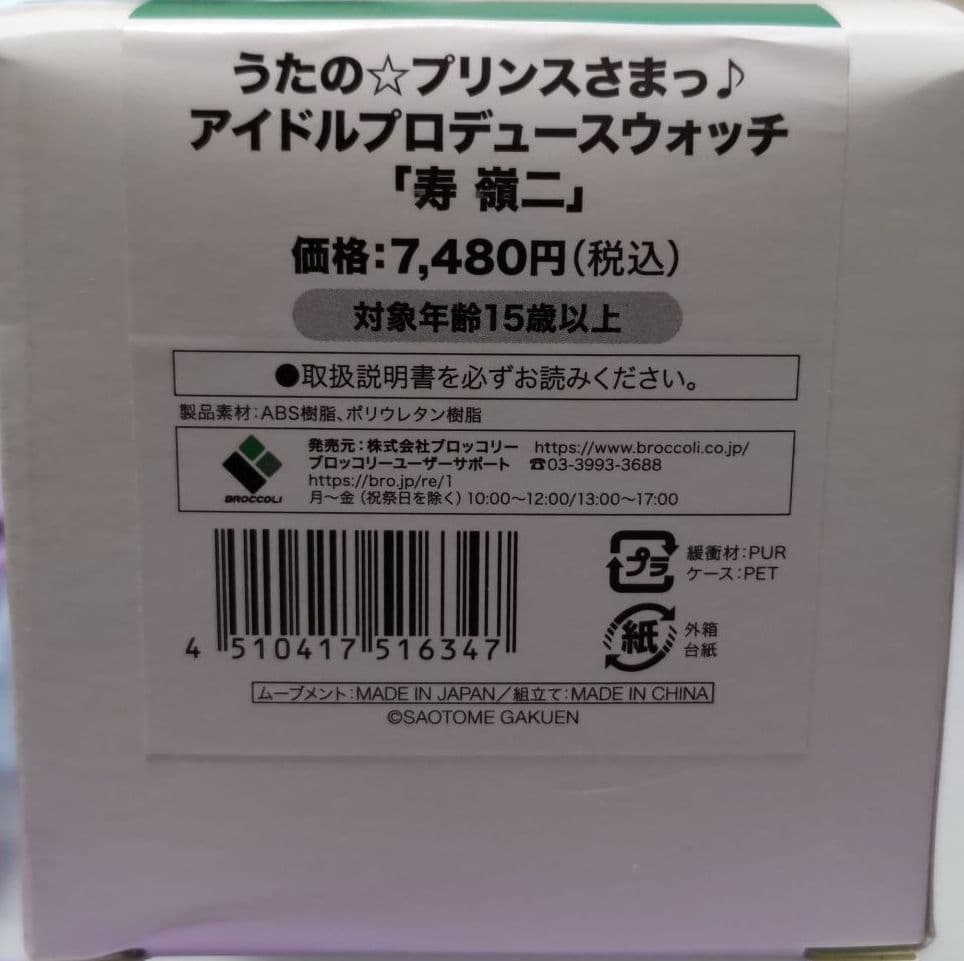 うたの☆プリンスさまっ♪
アイドルプロデュースウォッチ
「寿 嶺二」
価格:7,480円(税込)
対象年齢15歳以上
●取扱説明書を必ずお読みください。
製品素材:ABS樹脂、ポリウレタン樹脂
発売元:株式会社ブロッコリー https://www.broccoli.co.jp/
ブロッコリーユーザーサポート ☎03-3993-3688
https://bro.jp/re/1
月〜金(祝祭日を除く)10:00〜12:00/13:00〜17:00
BROCCOLI
プラ
緩衝材:PUR
ケース:PET
紙
外箱
台紙
4 510417 516347
ムーブメント:MADE IN JAPAN/組立て:MADE IN CHINA
©SAOTOME GAKUEN